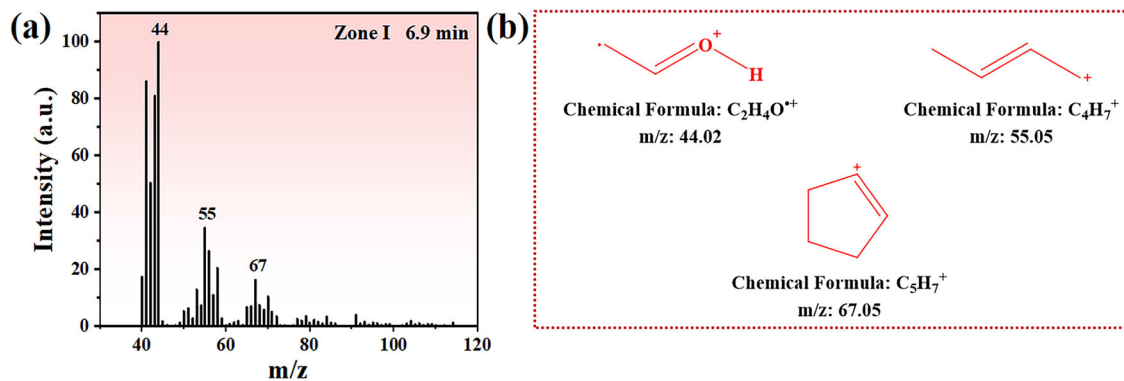 (a)
Zone I 6.9 min
44
55
67
Intensity (a.u.)
100
80
60
40
20
0
40 60 80 100 120
m/z
(b)
O+
H
Chemical Formula: C₂H₄O•⁺
m/z: 44.02
+
Chemical Formula: C₄H₇⁺
m/z: 55.05
+
Chemical Formula: C₅H₇⁺
m/z: 67.05